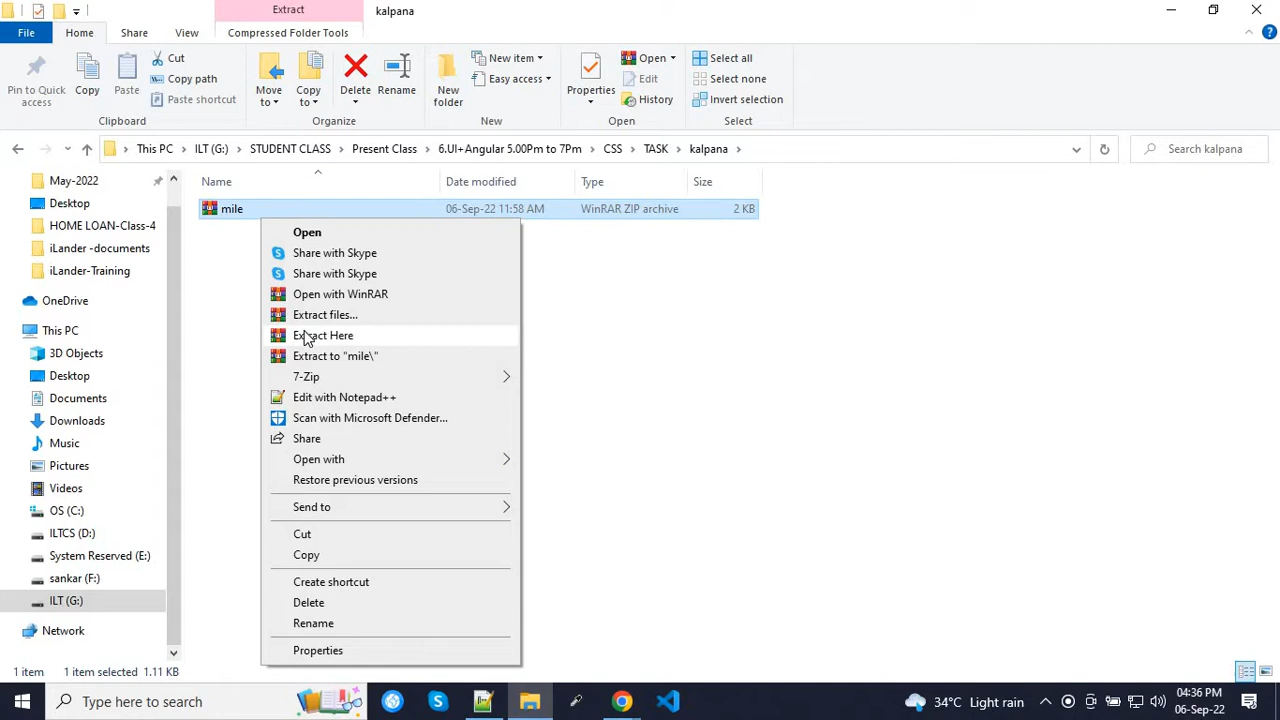 Extract
kalpana
File
Home
Share
View
Compressed Folder Tools
Pin to Quick
access
Copy
Paste
Cut
Copy path
Paste shortcut
Clipboard
Move
to
Copy
to
Delete
Rename
Organize
New
folder
New item
Easy access
New
Properties
Open
Edit
History
Open
Select all
Select none
Invert selection
Select
This PC
ILT (G:)
STUDENT CLASS
Present Class
6.UI+Angular 5.00Pm to 7Pm
CSS
TASK
kalpana
Search kalpana
Name
Date modified
Type
Size
mile
06-Sep-22 11:58 AM
WinRAR ZIP archive
2 KB
May-2022
Desktop
HOME LOAN-Class-4
iLander -documents
iLander-Training
OneDrive
This PC
3D Objects
Desktop
Documents
Downloads
Music
Pictures
Videos
OS (C:)
ILTCS (D:)
System Reserved (E:)
sankar (F:)
ILT (G:)
Network
Open
Share with Skype
Share with Skype
Open with WinRAR
Extract files...
Extract Here
Extract to "mile\"
7-Zip
Edit with Notepad++
Scan with Microsoft Defender...
Share
Open with
Restore previous versions
Send to
Cut
Copy
Create shortcut
Delete
Rename
Properties
1 item
1 item selected 1.11 KB
Type here to search
34°C Light rain
04:36 PM
06-Sep-22